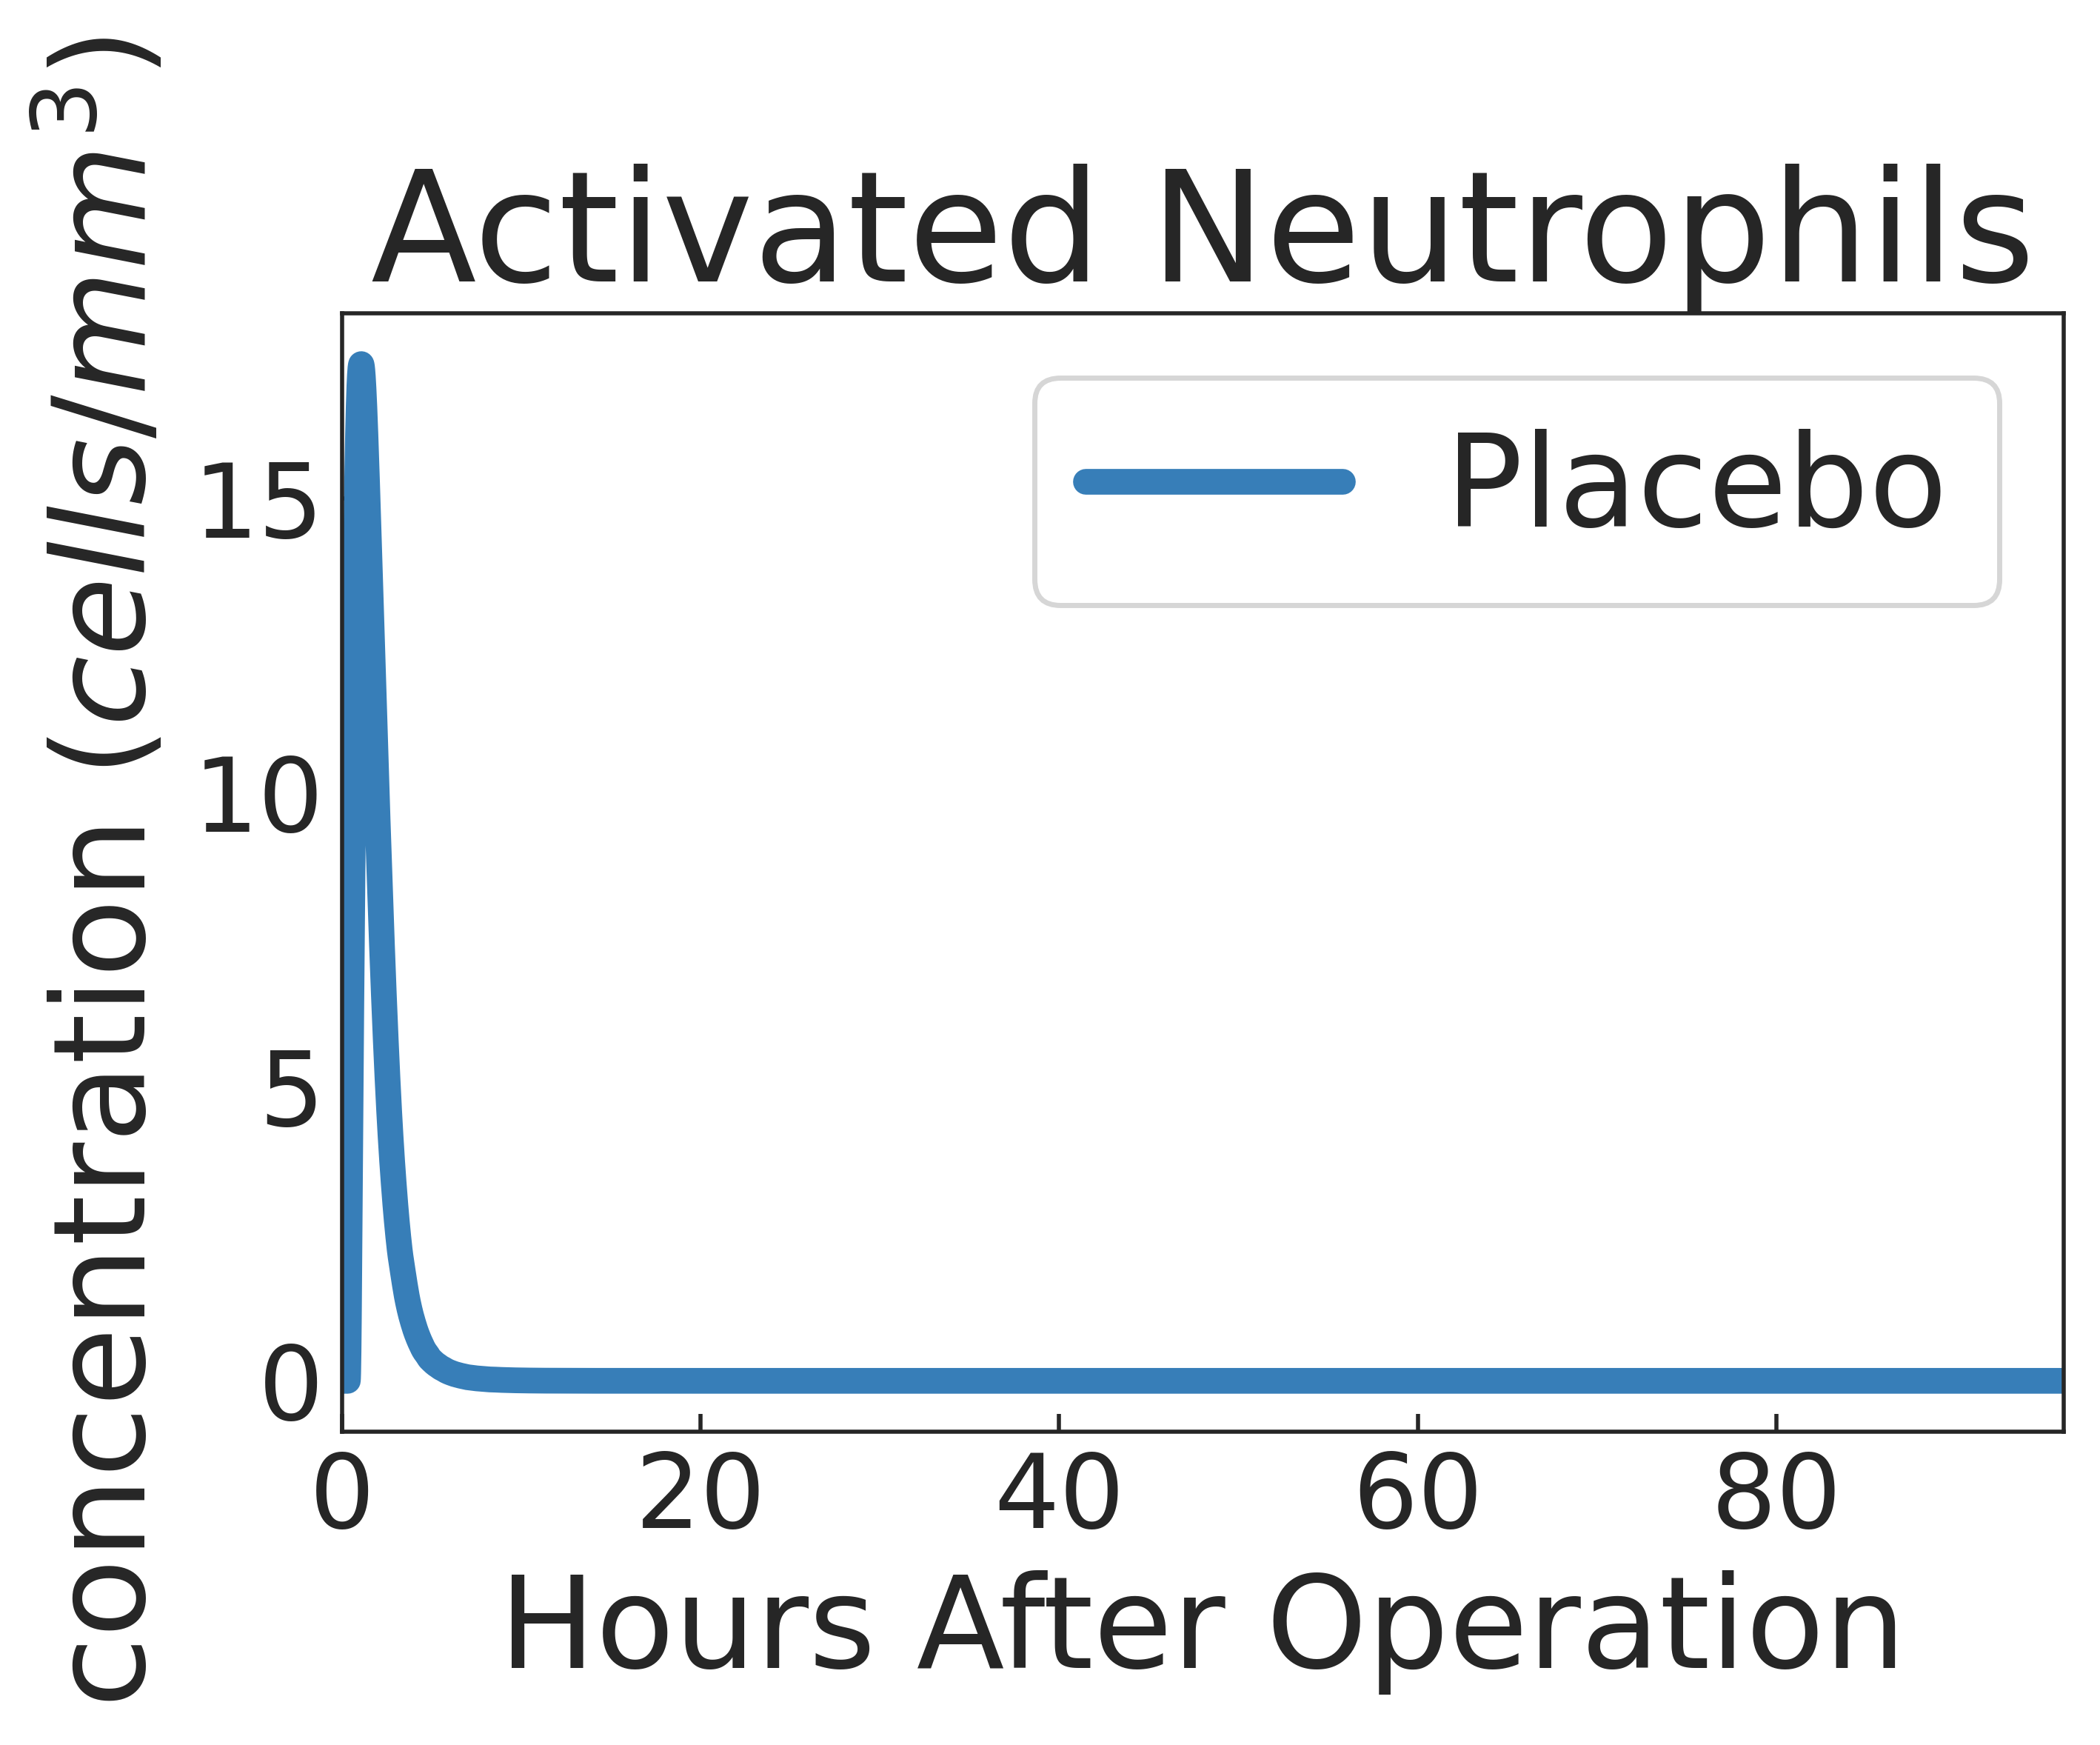 Activated Neutrophils
concentration (cells/mm³)
Placebo
15
10
5
0
0 20 40 60 80
Hours After Operation